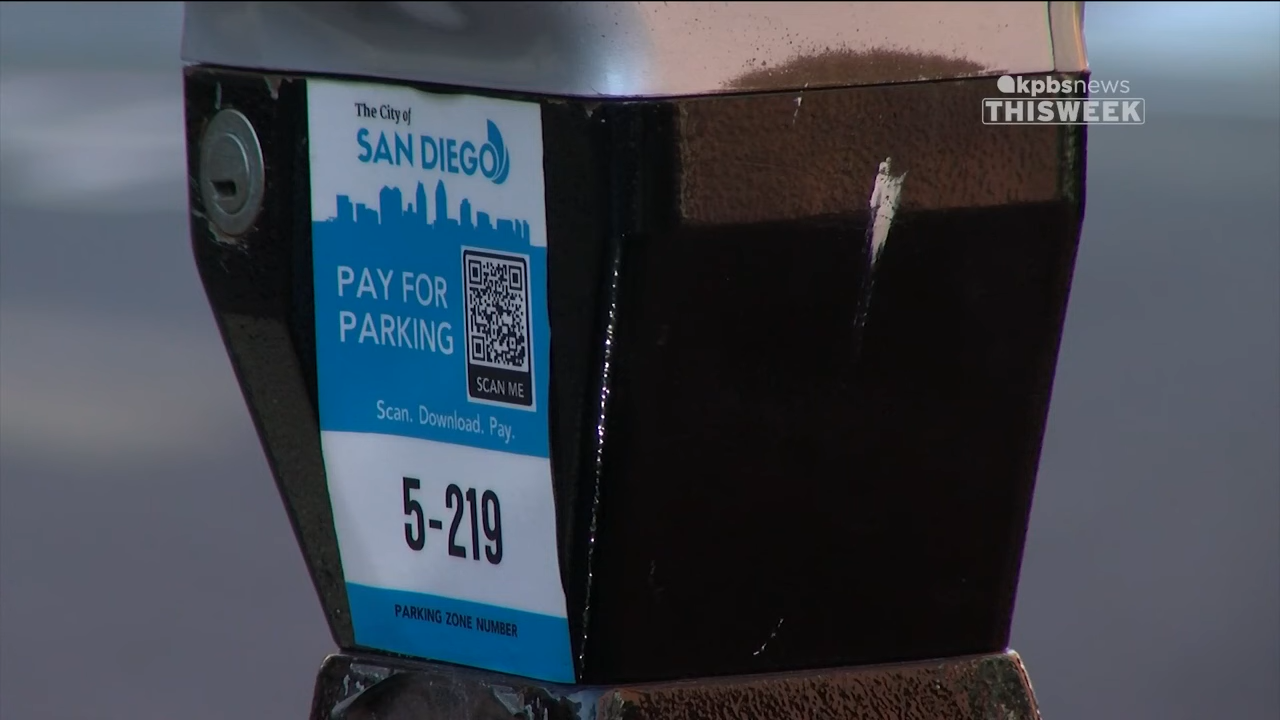 kpbsnews
THISWEEK
The City of
SAN DIEGO
PAY FOR
PARKING
SCAN ME
Scan. Download. Pay.
5-219
PARKING ZONE NUMBER